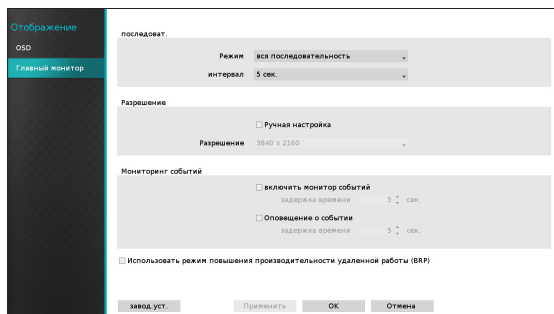 Отображение
OSD
Главный монитор
последоват.
Режим вся последовательность
интервал 5 сек.
Разрешение
Ручная настройка
Разрешение 3840 x 2160
Мониторинг событий
включить монитор событий
задержка времени 5 сек.
Оповещение о событии
задержка времени 5 сек.
Использовать режим повышения производительности удаленной работы (BRP)
завод.уст. Применить OK Отмена